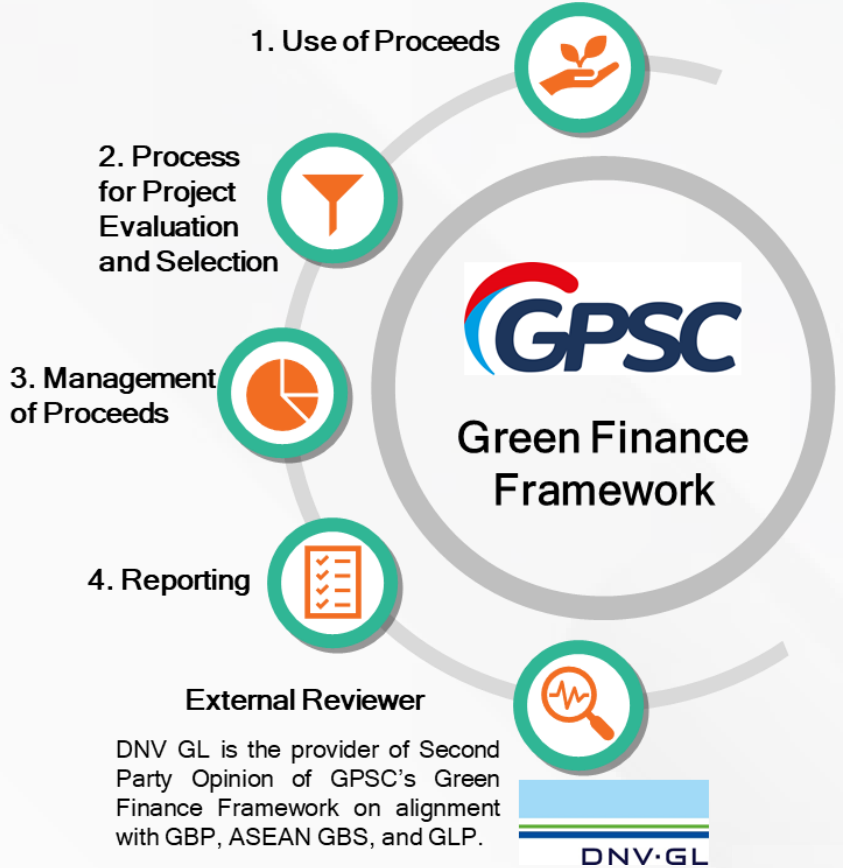 1. Use of Proceeds
2. Process
for Project
Evaluation
and Selection
3. Management
of Proceeds
4. Reporting
GPSC
Green Finance
Framework
External Reviewer
DNV GL is the provider of Second
Party Opinion of GPSC's Green
Finance Framework on alignment
with GBP, ASEAN GBS, and GLP.
DNV·GL